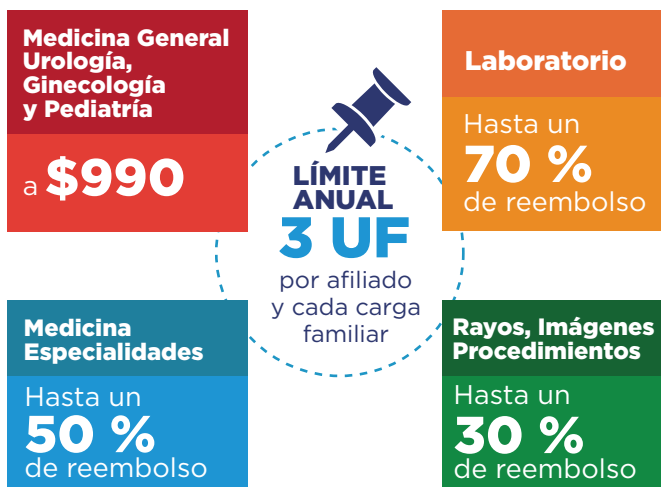 Medicina General
Urología,
Ginecología
y Pediatría
a $990
LÍMITE
ANUAL
3 UF
por afiliado
y cada carga
familiar
Laboratorio
Hasta un
70 %
de reembolso
Medicina
Especialidades
Hasta un
50 %
de reembolso
Rayos, Imágenes
Procedimientos
Hasta un
30 %
de reembolso